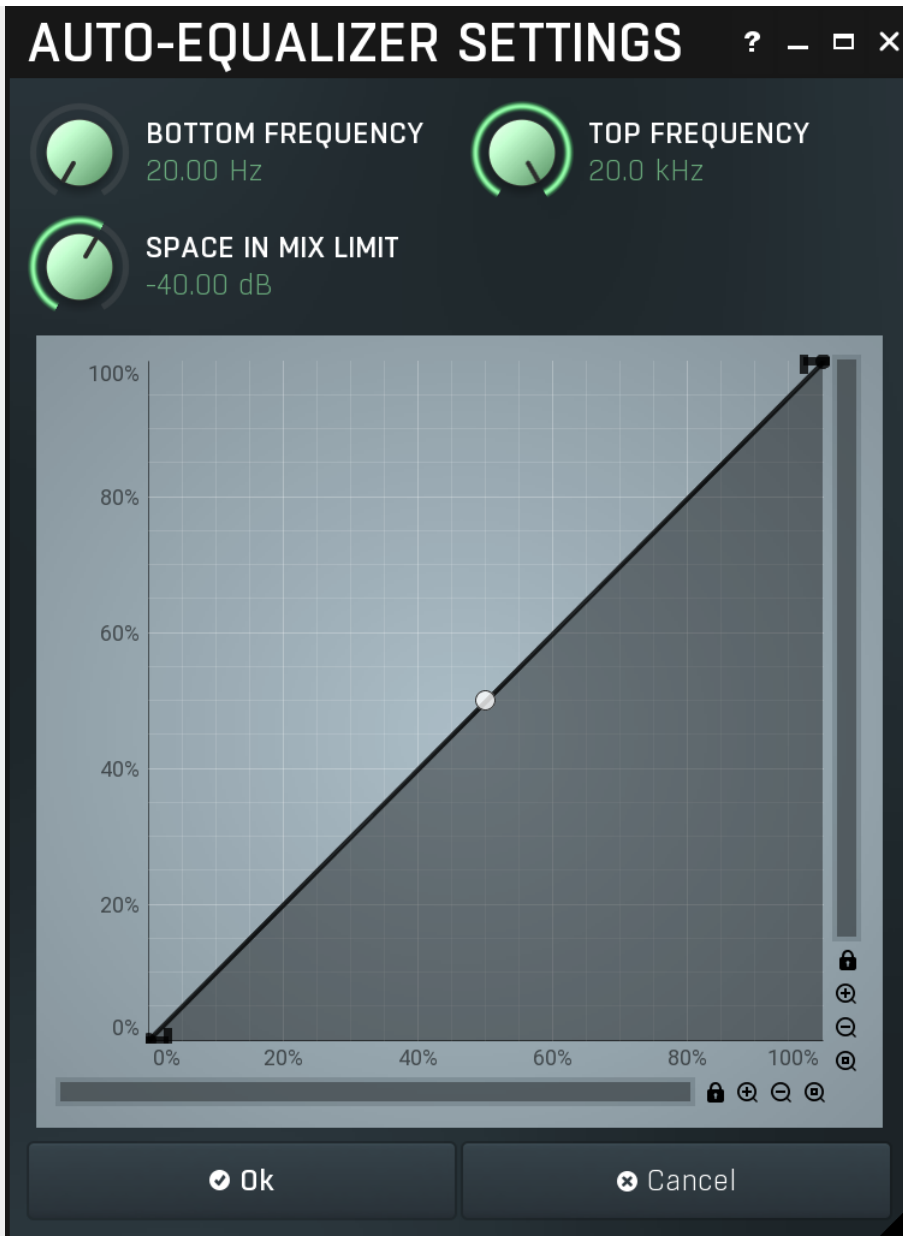 AUTO-EQUALIZER SETTINGS ?
BOTTOM FREQUENCY
20.00 Hz
TOP FREQUENCY
20.0 kHz
SPACE IN MIX LIMIT
-40.00 dB
100%
80%
60%
40%
20%
0%
0% 20% 40% 60% 80% 100%
Ok
Cancel